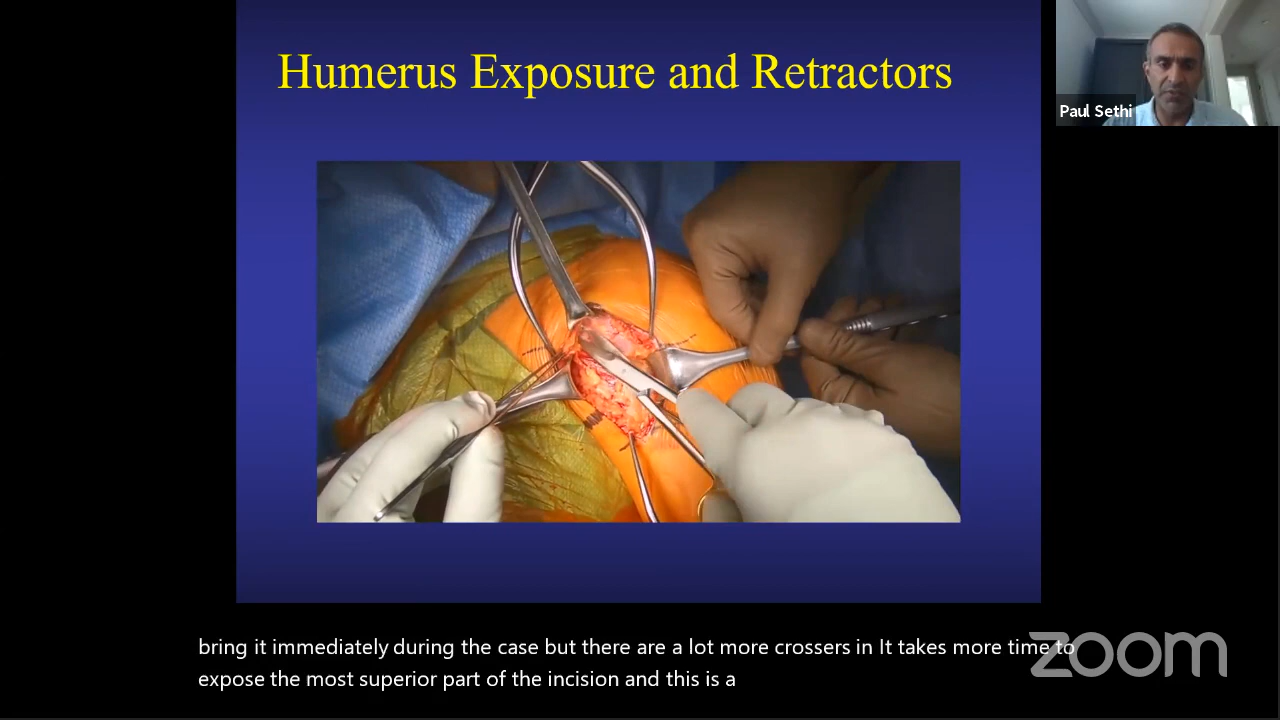 Humerus Exposure and Retractors
Paul Sethi
bring it immediately during the case but there are a lot more crossers in It takes more time to
expose the most superior part of the incision and this is a
zoom